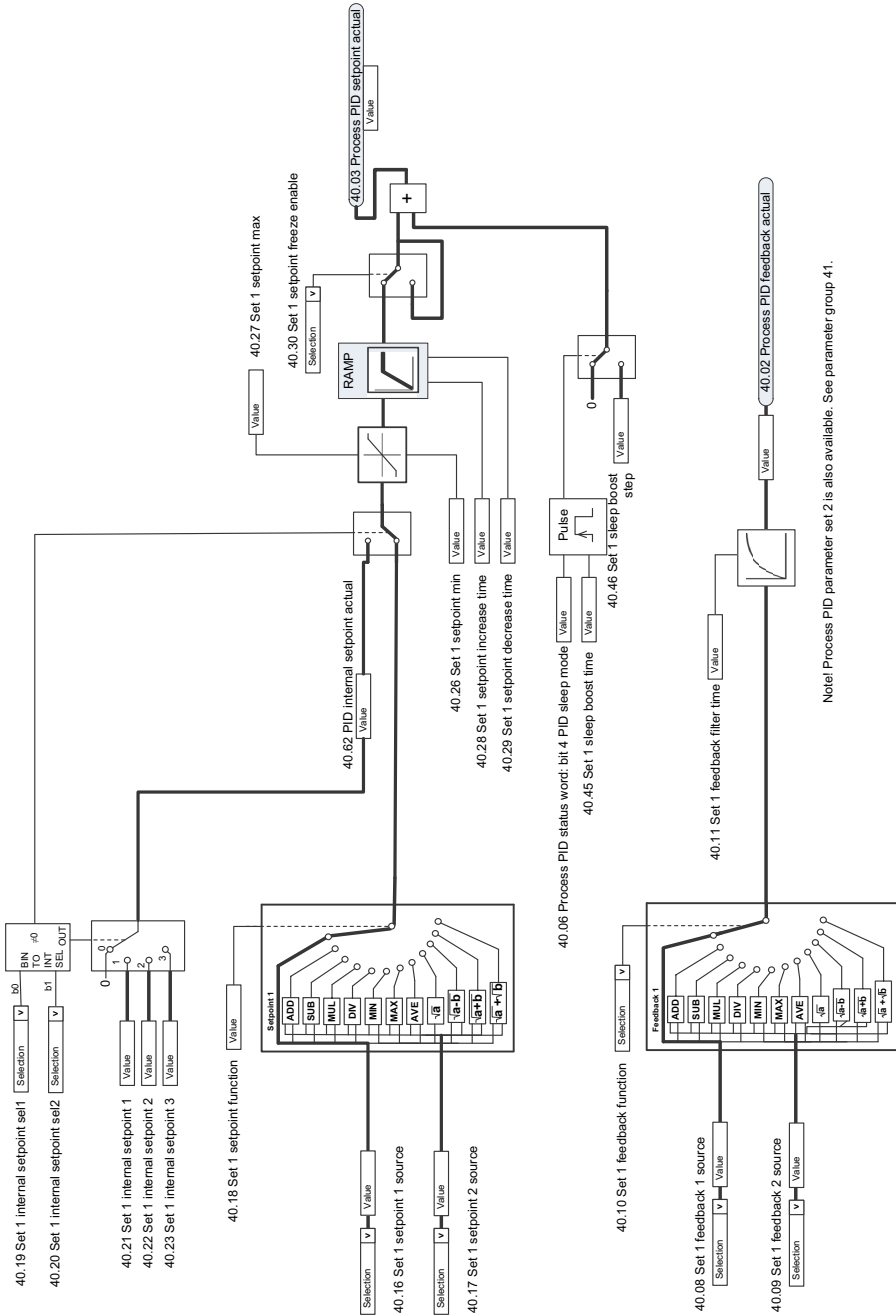 40.19 Set 1 internal setpoint sel1
Selection v
b0
40.20 Set 1 internal setpoint sel2
Selection v
b1
BIN
TO
INT
SEL
≠0
OUT
0
0
40.21 Set 1 internal setpoint 1
Value
1
40.22 Set 1 internal setpoint 2
Value
2
40.23 Set 1 internal setpoint 3
Value
3
40.62 PID internal setpoint actual
Value
40.18 Set 1 setpoint function
Value
Setpoint 1
ADD
SUB
MUL
DIV
MIN
MAX
AVE
√a
√a-b
√a+b
√a +√b
Selection v
Value
40.16 Set 1 setpoint 1 source
Selection v
Value
40.17 Set 1 setpoint 2 source
Value
40.27 Set 1 setpoint max
40.26 Set 1 setpoint min
Value
40.28 Set 1 setpoint increase time
Value
40.29 Set 1 setpoint decrease time
Value
RAMP
40.30 Set 1 setpoint freeze enable
Selection v
+
40.03 Process PID setpoint actual
Value
40.06 Process PID status word: bit 4 PID sleep mode
Value
40.45 Set 1 sleep boost time
Value
Pulse
0
Value
40.46 Set 1 sleep boost
step
40.10 Set 1 feedback function
Selection v
Feedback 1
ADD
SUB
MUL
DIV
MIN
MAX
AVE
√a
√a-b
√a+b
√a +√b
40.08 Set 1 feedback 1 source
Selection v
Value
40.09 Set 1 feedback 2 source
Selection v
Value
40.11 Set 1 feedback filter time
Value
Value
40.02 Process PID feedback actual
Note! Process PID parameter set 2 is also available. See parameter group 41.